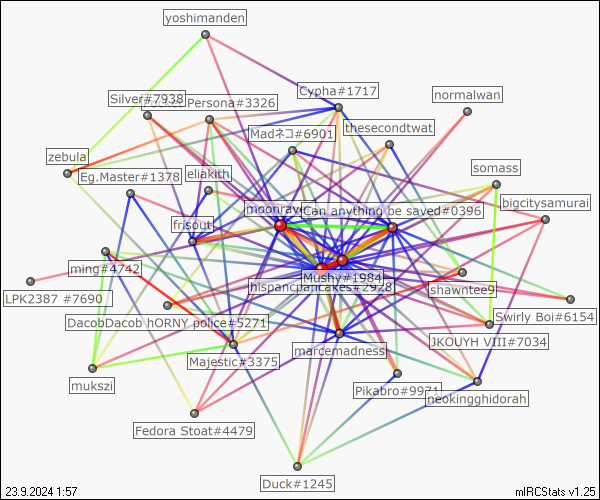 yoshimanden
Cypha#1717
normalwan
Silver#7938
Persona#3326
thesecondtwat
Madネコ#6901
zebula
Eg.Master#1378
eliakith
somass
bigcitysamurai
Can anything be saved#0396
frisout
ming#4742
LPK2387 #7690
Mushy#1984
hispancpancakes#2928
shawntee9
Swirly Boi#6154
DacobDacob hORNY police#5271
JKOUYH VIII#7034
Majestic#3375
marcemadness
mukszi
Pikabro#9971
neokingghidorah
Fedora Stoat#4479
Duck#1245
23.9.2024 1:57
mIRCStats v1.25